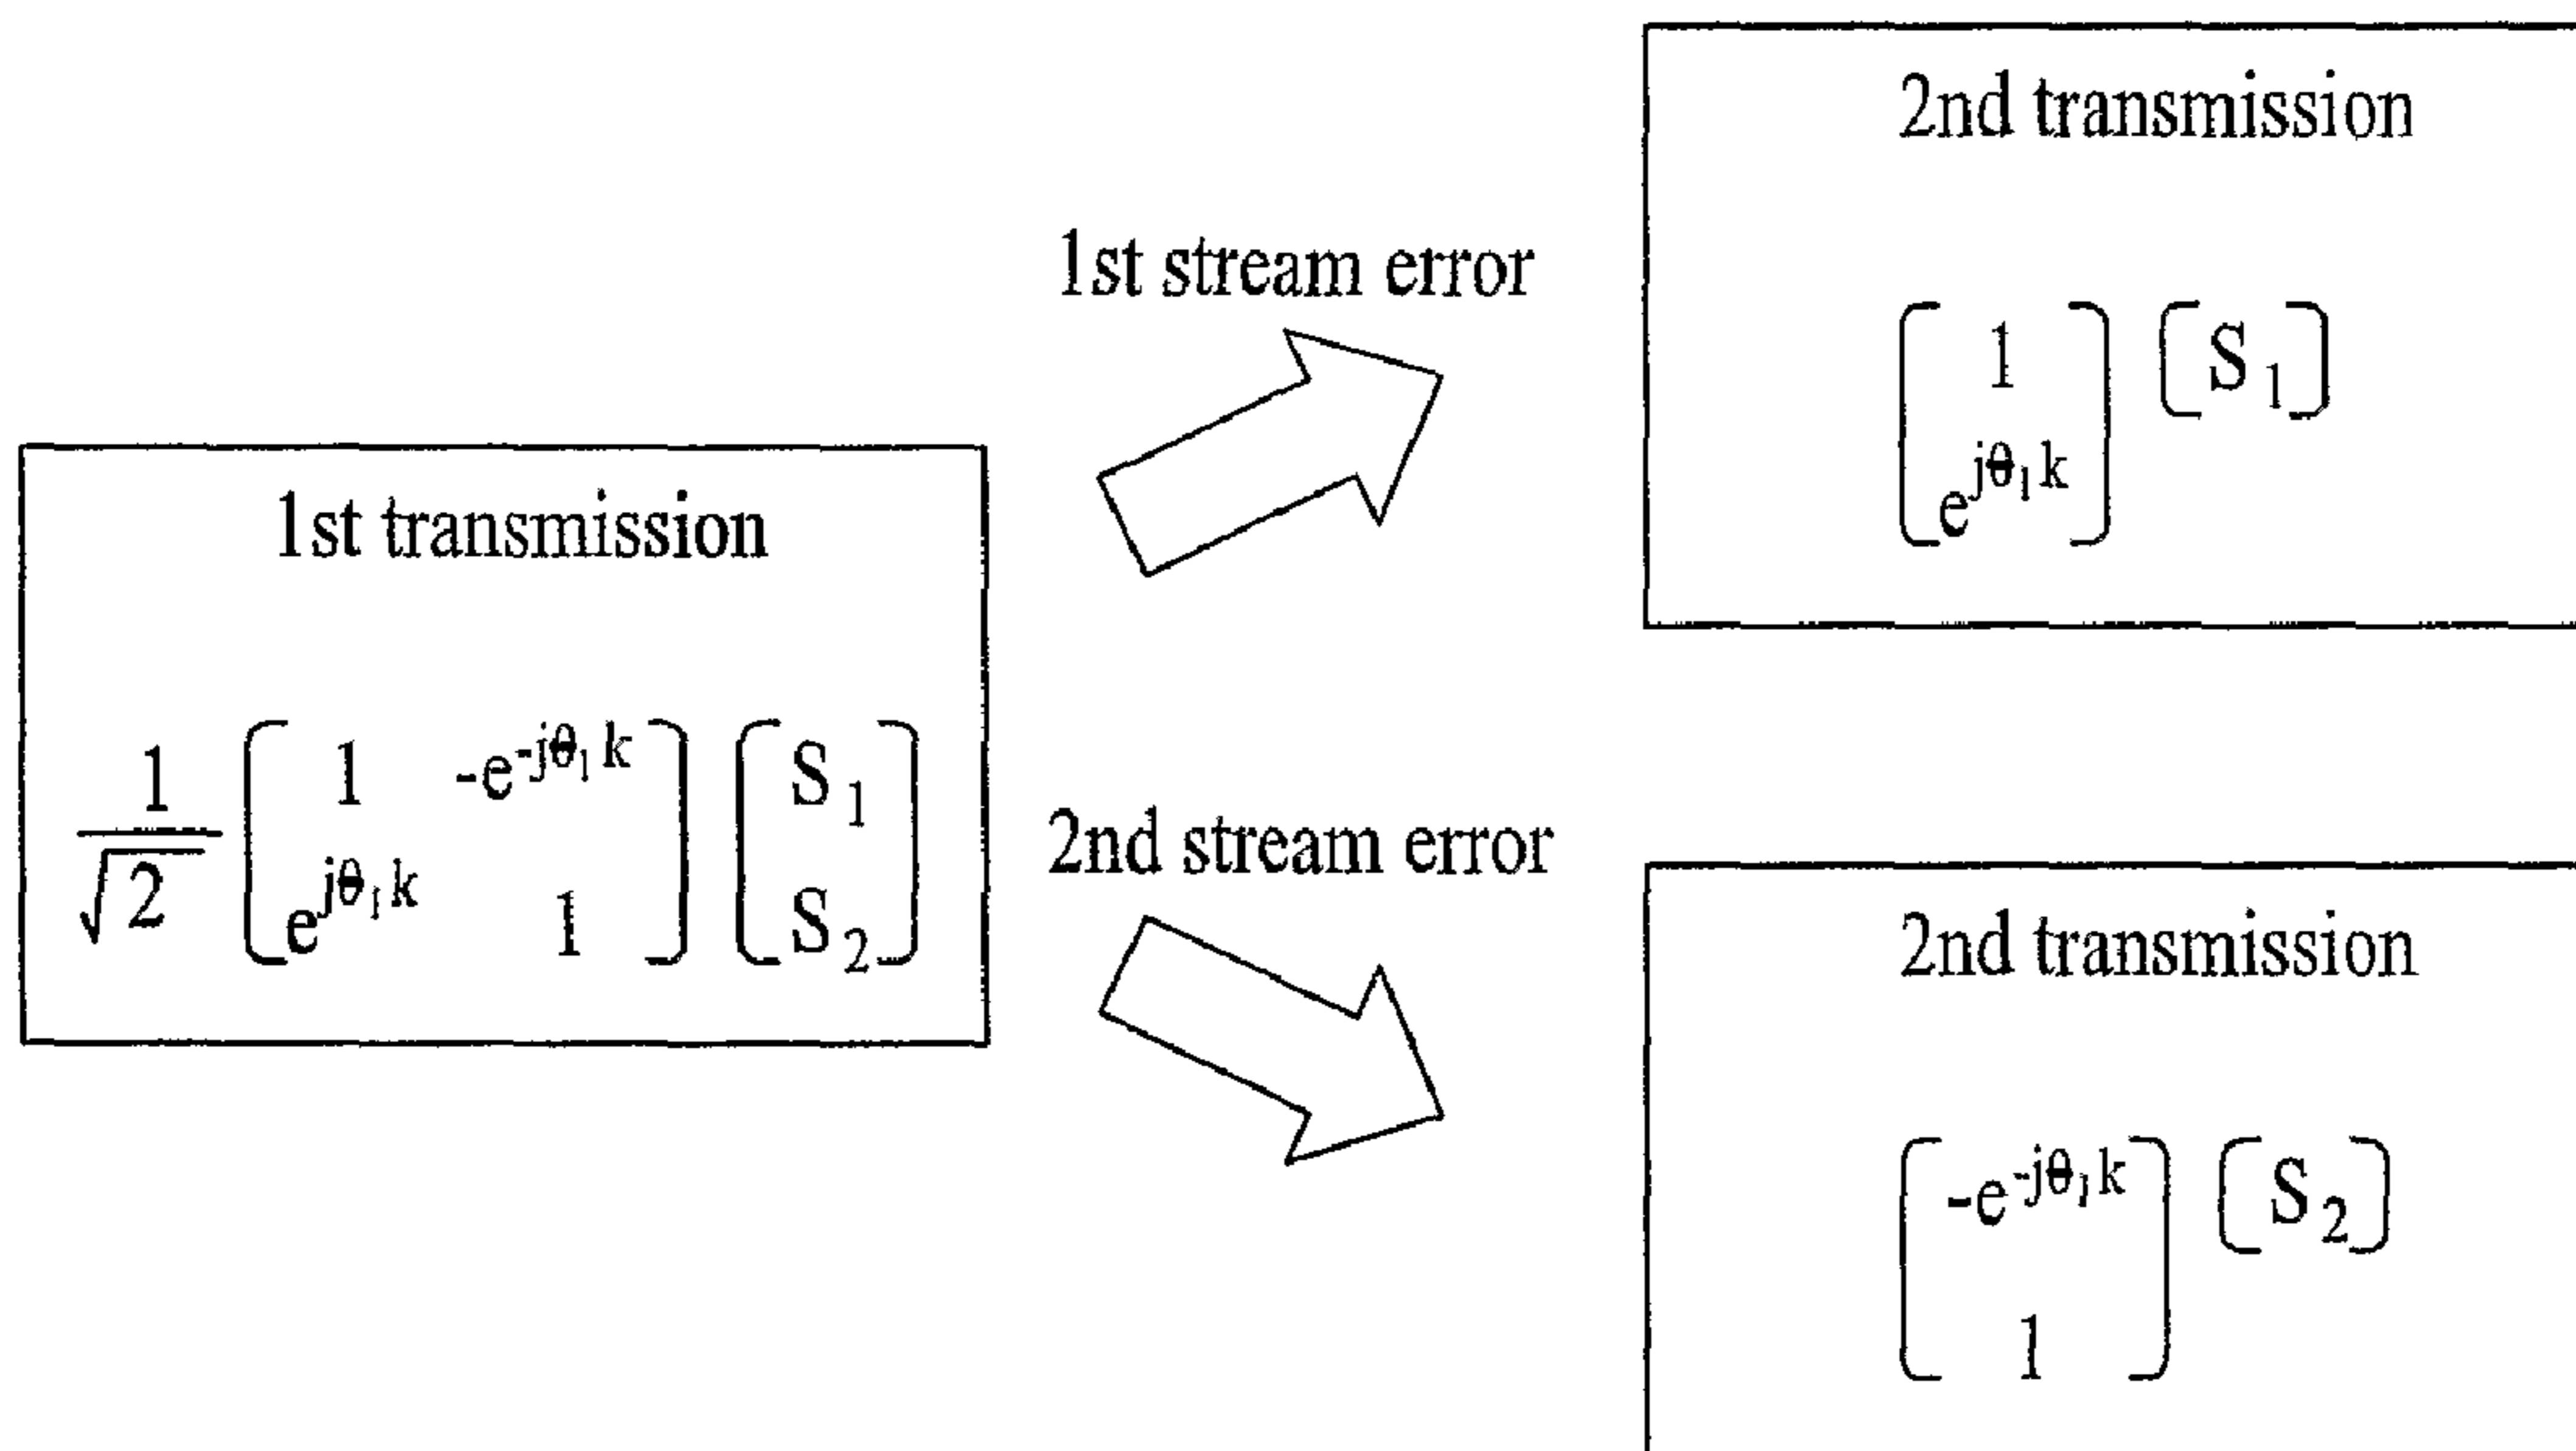 1st transmission
1/√2 [1 -e^{-jθ₁k}; e^{jθ₁k} 1] [S₁; S₂]
1st stream error
2nd transmission
[1; e^{jθ₁k}] [S₁]
2nd stream error
2nd transmission
[-e^{-jθ₁k}; 1] [S₂]